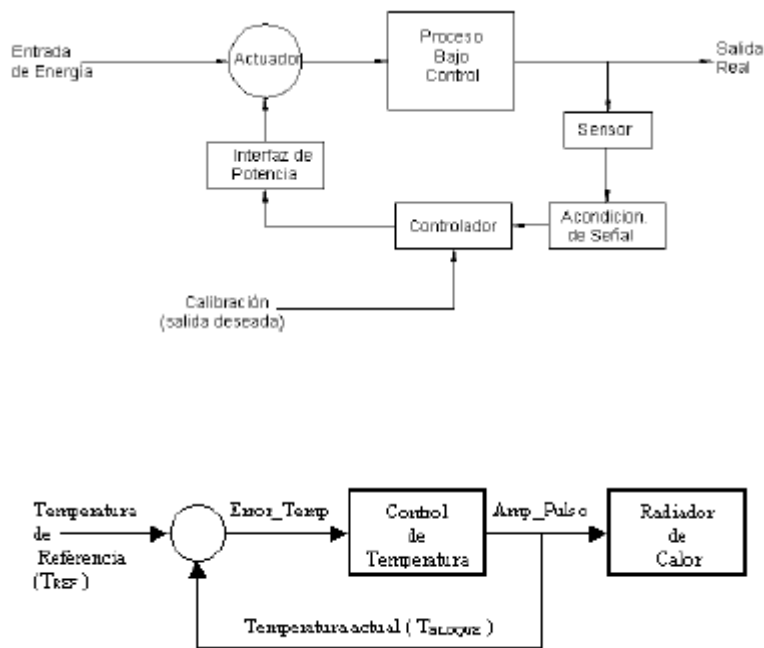 Entrada
de Energía
Actuador
Proceso
Bajo
Control
Salida
Real
Sensor
Interfaz de
Potencia
Controlador
Acondicion.
de Señal
Calibración
(salida deseada)
Temperatura
de
Referencia
(TREF)
Error_Temp
Control
de
Temperatura
Amp_Pulso
Radiador
de
Calor
Temperatura actual ( TBLOQUE )